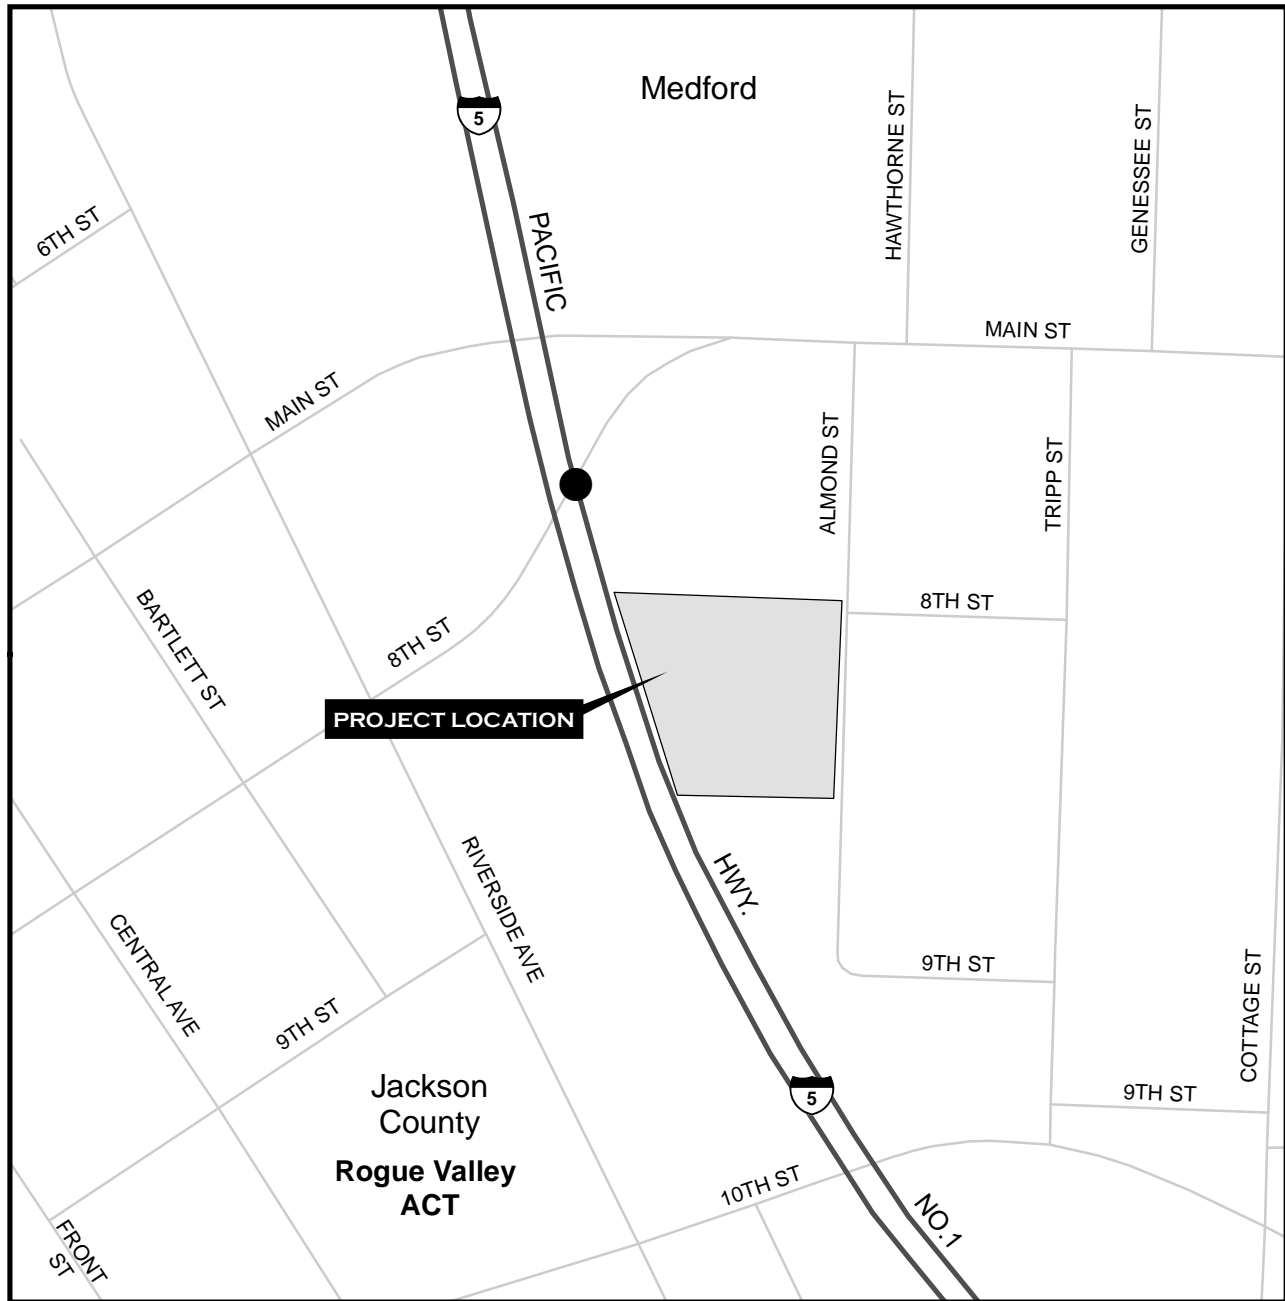 Medford
5
HAWTHORNE ST
GENESSEE ST
6TH ST
PACIFIC
MAIN ST
MAIN ST
ALMOND ST
TRIPP ST
BARTLETT ST
8TH ST
8TH ST
PROJECT LOCATION
RIVERSIDE AVE
HWY.
CENTRAL AVE
9TH ST
9TH ST
COTTAGE ST
Jackson
County
5
9TH ST
Rogue Valley
ACT
10TH ST
NO.1
FRONT
ST